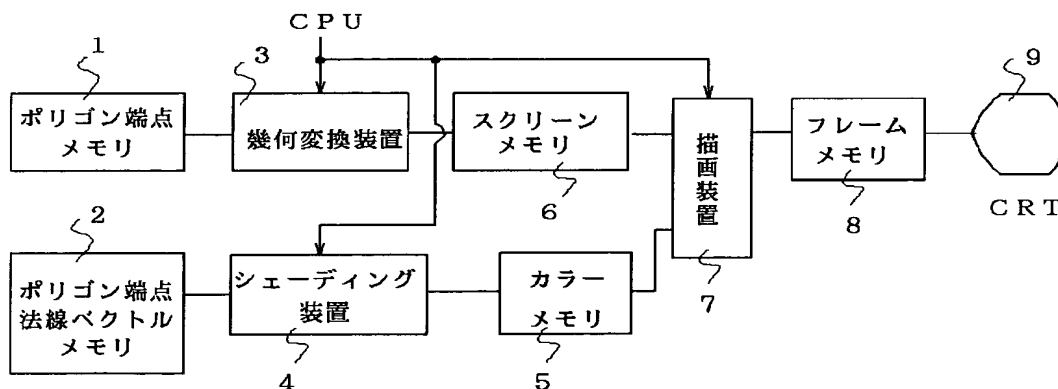 CPU
1
3
9
ポリゴン端点
メモリ
幾何変換装置
スクリーン
メモリ
描画装置
フレーム
メモリ
6
8
CRT
2
7
ポリゴン端点
法線ベクトル
メモリ
シェーディング
装置
カラー
メモリ
4
5